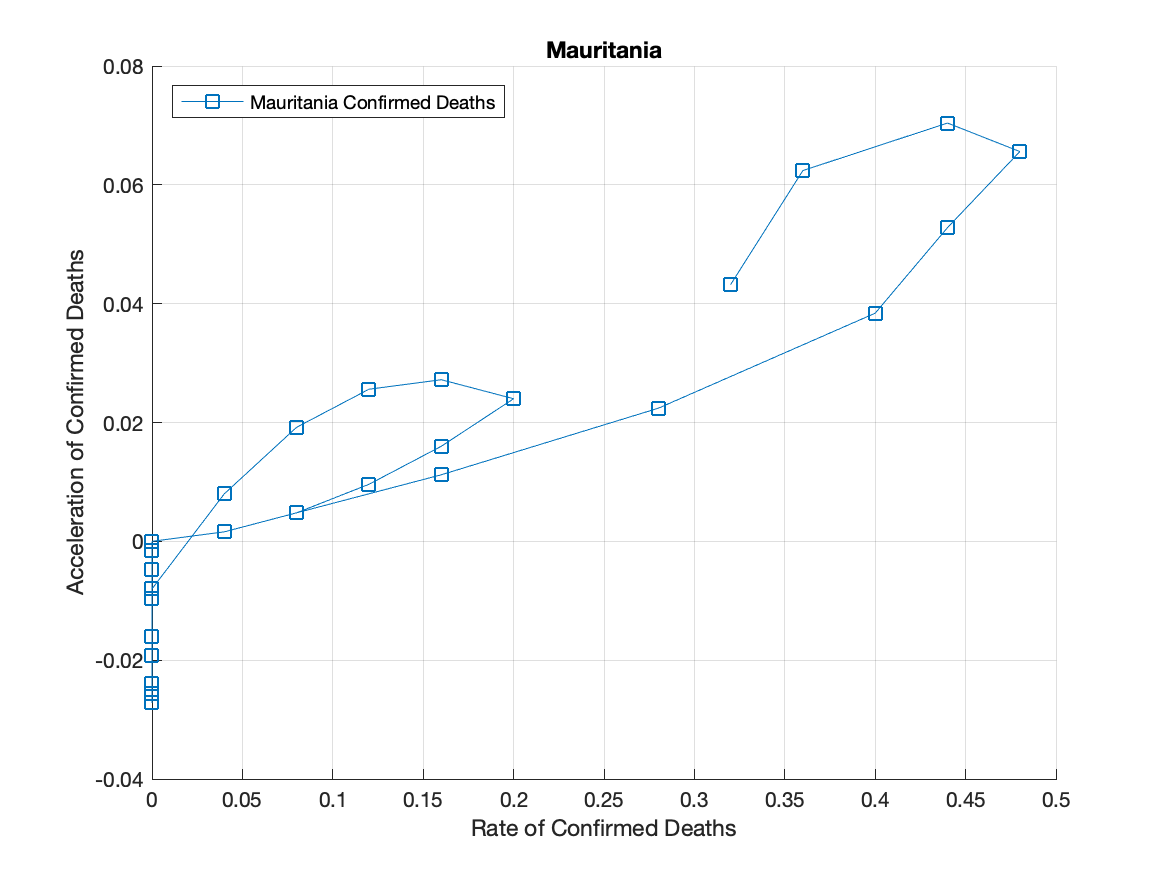 Mauritania
Mauritania Confirmed Deaths
0.08
0.06
0.04
0.02
0
-0.02
-0.04
Acceleration of Confirmed Deaths
0 0.05 0.1 0.15 0.2 0.25 0.3 0.35 0.4 0.45 0.5
Rate of Confirmed Deaths